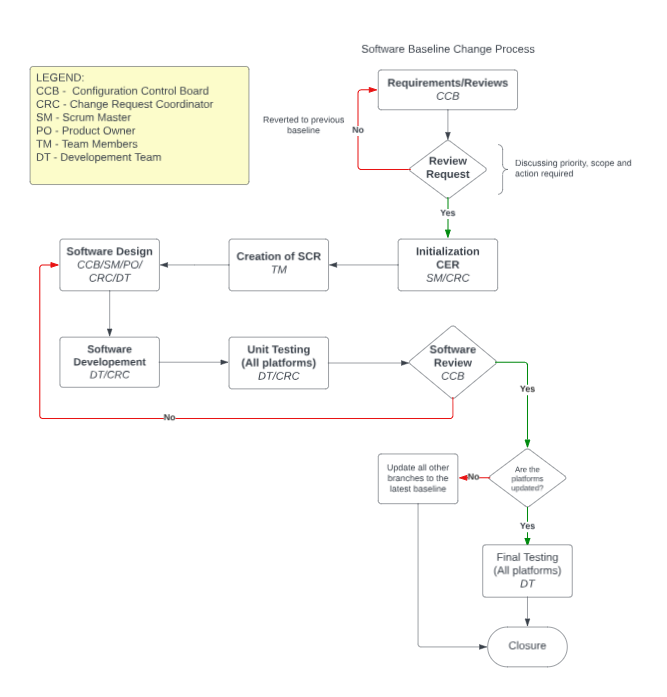 Software Baseline Change Process
LEGEND:
CCB - Configuration Control Board
CRC - Change Request Coordinator
SM - Scrum Master
PO - Product Owner
TM - Team Members
DT - Developement Team
Requirements/Reviews
CCB
Reverted to previous
baseline
No
Review
Request
Discussing priority, scope and
action required
Yes
Software Design
CCB/SM/PO/
CRC/DT
Creation of SCR
TM
Initialization
CER
SM/CRC
Software
Developement
DT/CRC
Unit Testing
(All platforms)
DT/CRC
Software
Review
CCB
Yes
No
Update all other
branches to the
latest baseline
No
Are the
platforms
updated?
Yes
Final Testing
(All platforms)
DT
Closure